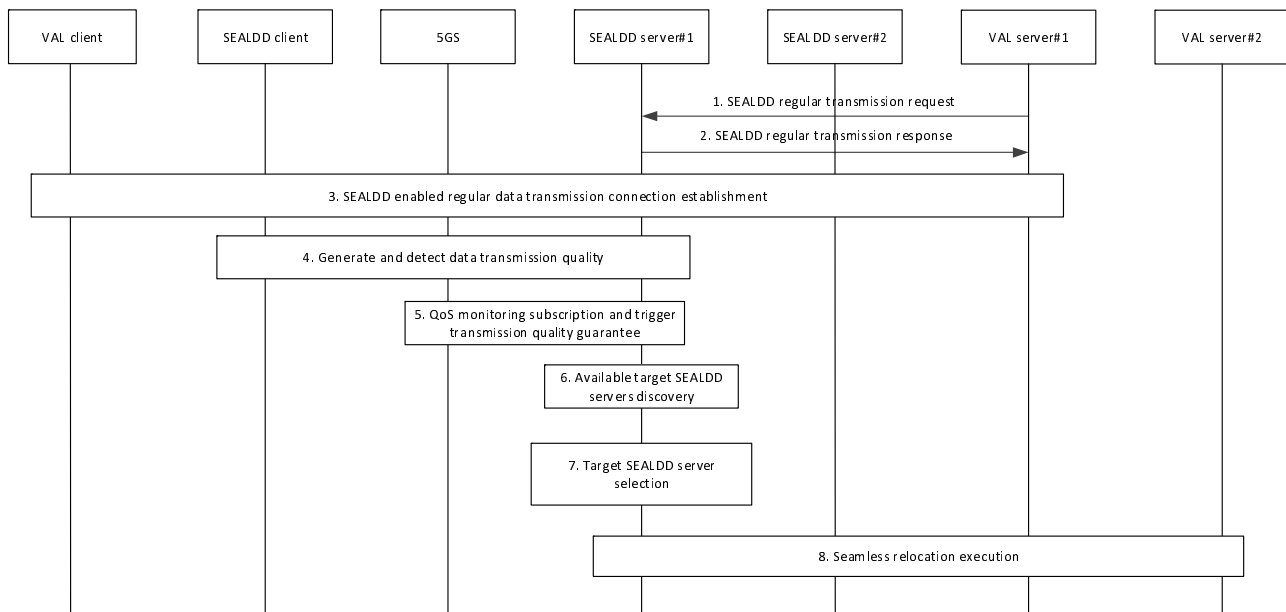 VAL client
SEALDD client
5GS
SEALDD server#1
SEALDD server#2
VAL server#1
VAL server#2
1. SEALDD regular transmission request
2. SEALDD regular transmission response
3. SEALDD enabled regular data transmission connection establishment
4. Generate and detect data transmission quality
5. QoS monitoring subscription and trigger
transmission quality guarantee
6. Available target SEALDD
servers discovery
7. Target SEALDD server
selection
8. Seamless relocation execution